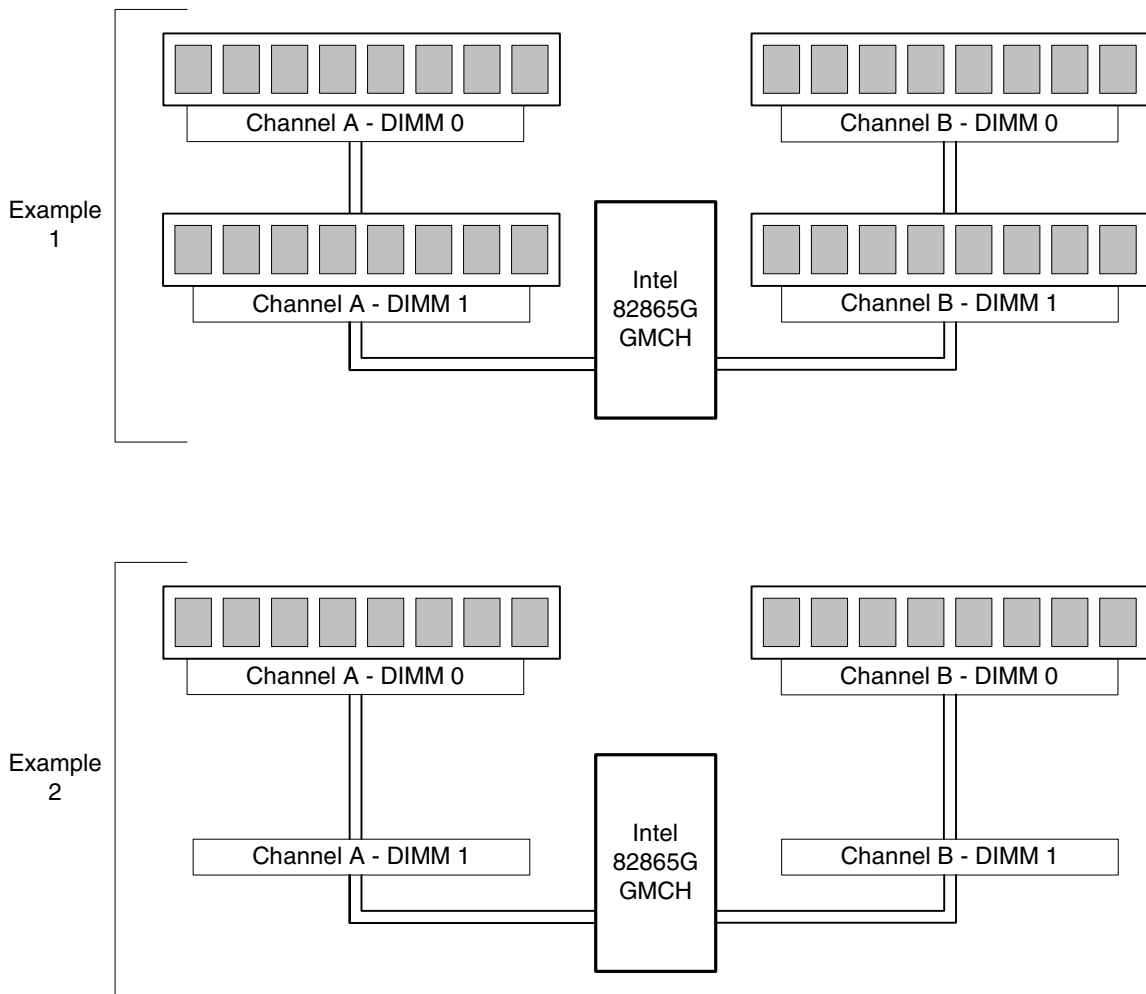 Channel A - DIMM 0
Channel B - DIMM 0
Example
1
Channel A - DIMM 1
Intel
82865G
GMCH
Channel B - DIMM 1
Channel A - DIMM 0
Channel B - DIMM 0
Example
2
Channel A - DIMM 1
Intel
82865G
GMCH
Channel B - DIMM 1